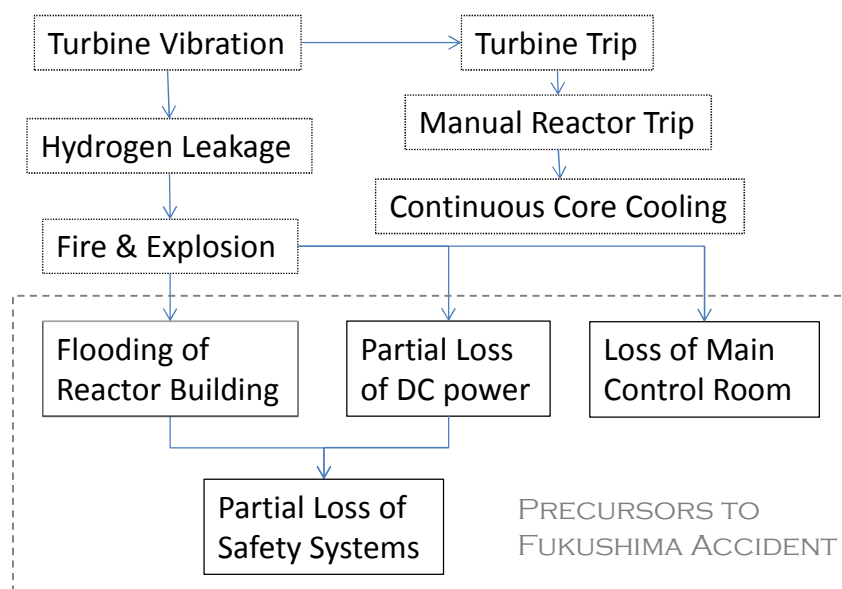 Turbine Vibration
Turbine Trip
Hydrogen Leakage
Manual Reactor Trip
Continuous Core Cooling
Fire & Explosion
Flooding of
Reactor Building
Partial Loss
of DC power
Loss of Main
Control Room
Partial Loss of
Safety Systems
PRECURSORS TO
FUKUSHIMA ACCIDENT